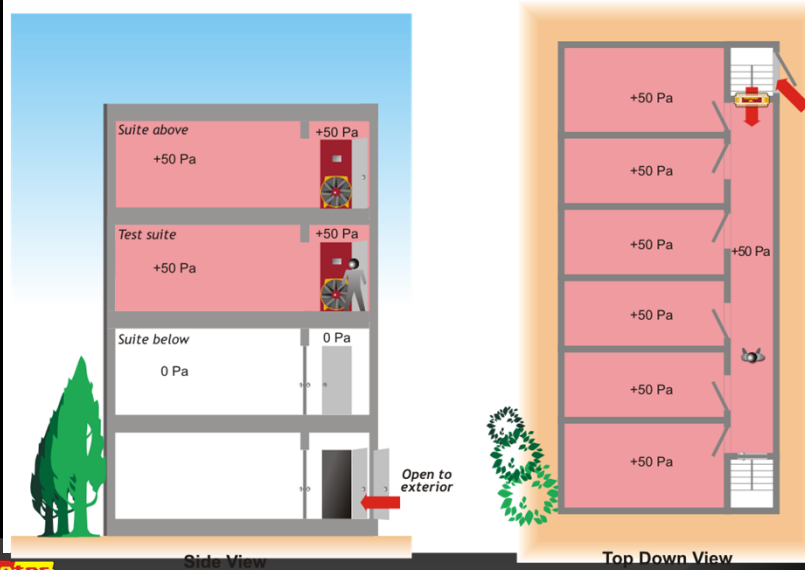 Suite above
+50 Pa
+50 Pa
Test suite
+50 Pa
+50 Pa
Suite below
0 Pa
0 Pa
Open to
exterior
Side View
+50 Pa
+50 Pa
+50 Pa
+50 Pa
+50 Pa
+50 Pa
+50 Pa
Top Down View